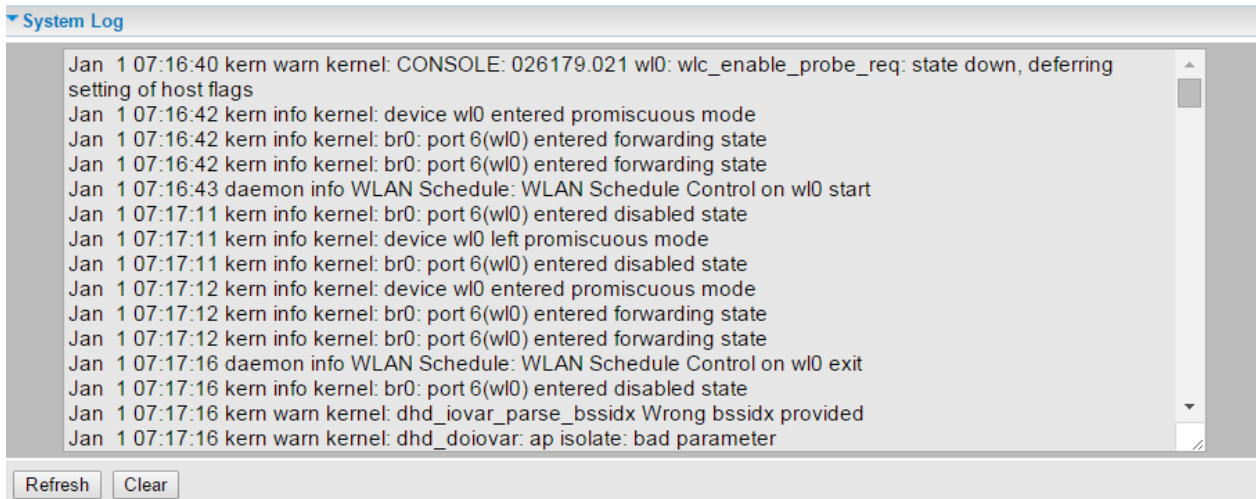 System Log
Jan 1 07:16:40 kern warn kernel: CONSOLE: 026179.021 wl0: wlc_enable_probe_req: state down, deferring
setting of host flags
Jan 1 07:16:42 kern info kernel: device wl0 entered promiscuous mode
Jan 1 07:16:42 kern info kernel: br0: port 6(wl0) entered forwarding state
Jan 1 07:16:42 kern info kernel: br0: port 6(wl0) entered forwarding state
Jan 1 07:16:43 daemon info WLAN Schedule: WLAN Schedule Control on wl0 start
Jan 1 07:17:11 kern info kernel: br0: port 6(wl0) entered disabled state
Jan 1 07:17:11 kern info kernel: device wl0 left promiscuous mode
Jan 1 07:17:11 kern info kernel: br0: port 6(wl0) entered disabled state
Jan 1 07:17:12 kern info kernel: device wl0 entered promiscuous mode
Jan 1 07:17:12 kern info kernel: br0: port 6(wl0) entered forwarding state
Jan 1 07:17:12 kern info kernel: br0: port 6(wl0) entered forwarding state
Jan 1 07:17:16 daemon info WLAN Schedule: WLAN Schedule Control on wl0 exit
Jan 1 07:17:16 kern info kernel: br0: port 6(wl0) entered disabled state
Jan 1 07:17:16 kern warn kernel: dhd_iovar_parse_bssidx Wrong bssidx provided
Jan 1 07:17:16 kern warn kernel: dhd_doiovar: ap isolate: bad parameter
Refresh Clear